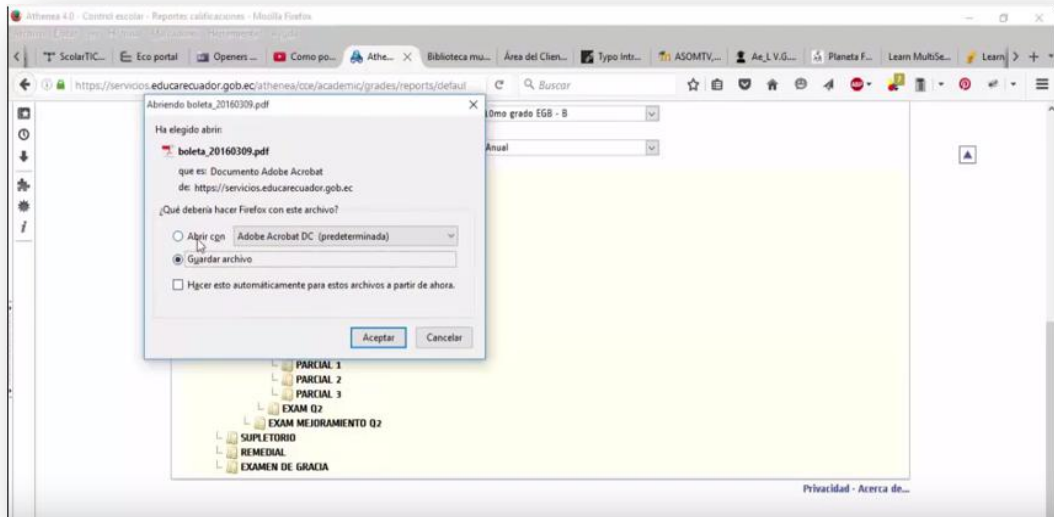 Athenea 4.0 - Control escolar - Reportes calificaciones - Mozilla Firefox
ScolarTIC... Eco portal Openers ... Como po... Athe... Biblioteca mu... Área del Clien... Typo Intr... ASOMTV,... Ae_L.V.G... Planeta F... Learn MultiSe... Learn
https://servicios.educarecuador.gob.ec/athenea/cce/academic/grades/reports/defaul Buscar
Abriendo boleta_20160309.pdf
10mo grado EGB - B
Ha elegido abrir:
Anual
boleta_20160309.pdf
que es: Documento Adobe Acrobat
de: https://servicios.educarecuador.gob.ec
¿Qué debería hacer Firefox con este archivo?
Abrir con Adobe Acrobat DC (predeterminada)
Guardar archivo
Hacer esto automáticamente para estos archivos a partir de ahora.
Aceptar Cancelar
PARCIAL 1
PARCIAL 2
PARCIAL 3
EXAM Q2
EXAM MEJORAMIENTO Q2
SUPLETORIO
REMEDIAL
EXAMEN DE GRACIA
Privacidad - Acerca de...